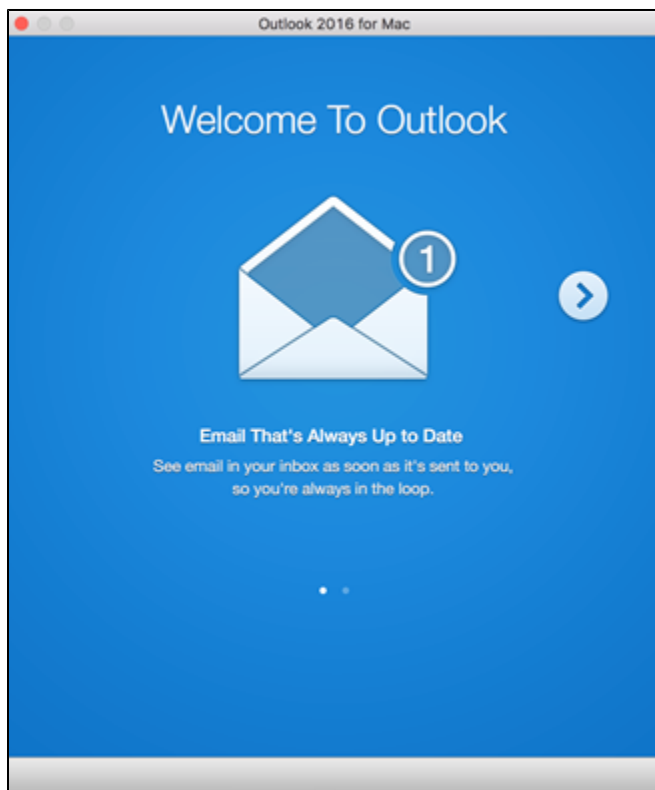 Outlook 2016 for Mac
Welcome To Outlook
1
Email That's Always Up to Date
See email in your inbox as soon as it's sent to you,
so you're always in the loop.